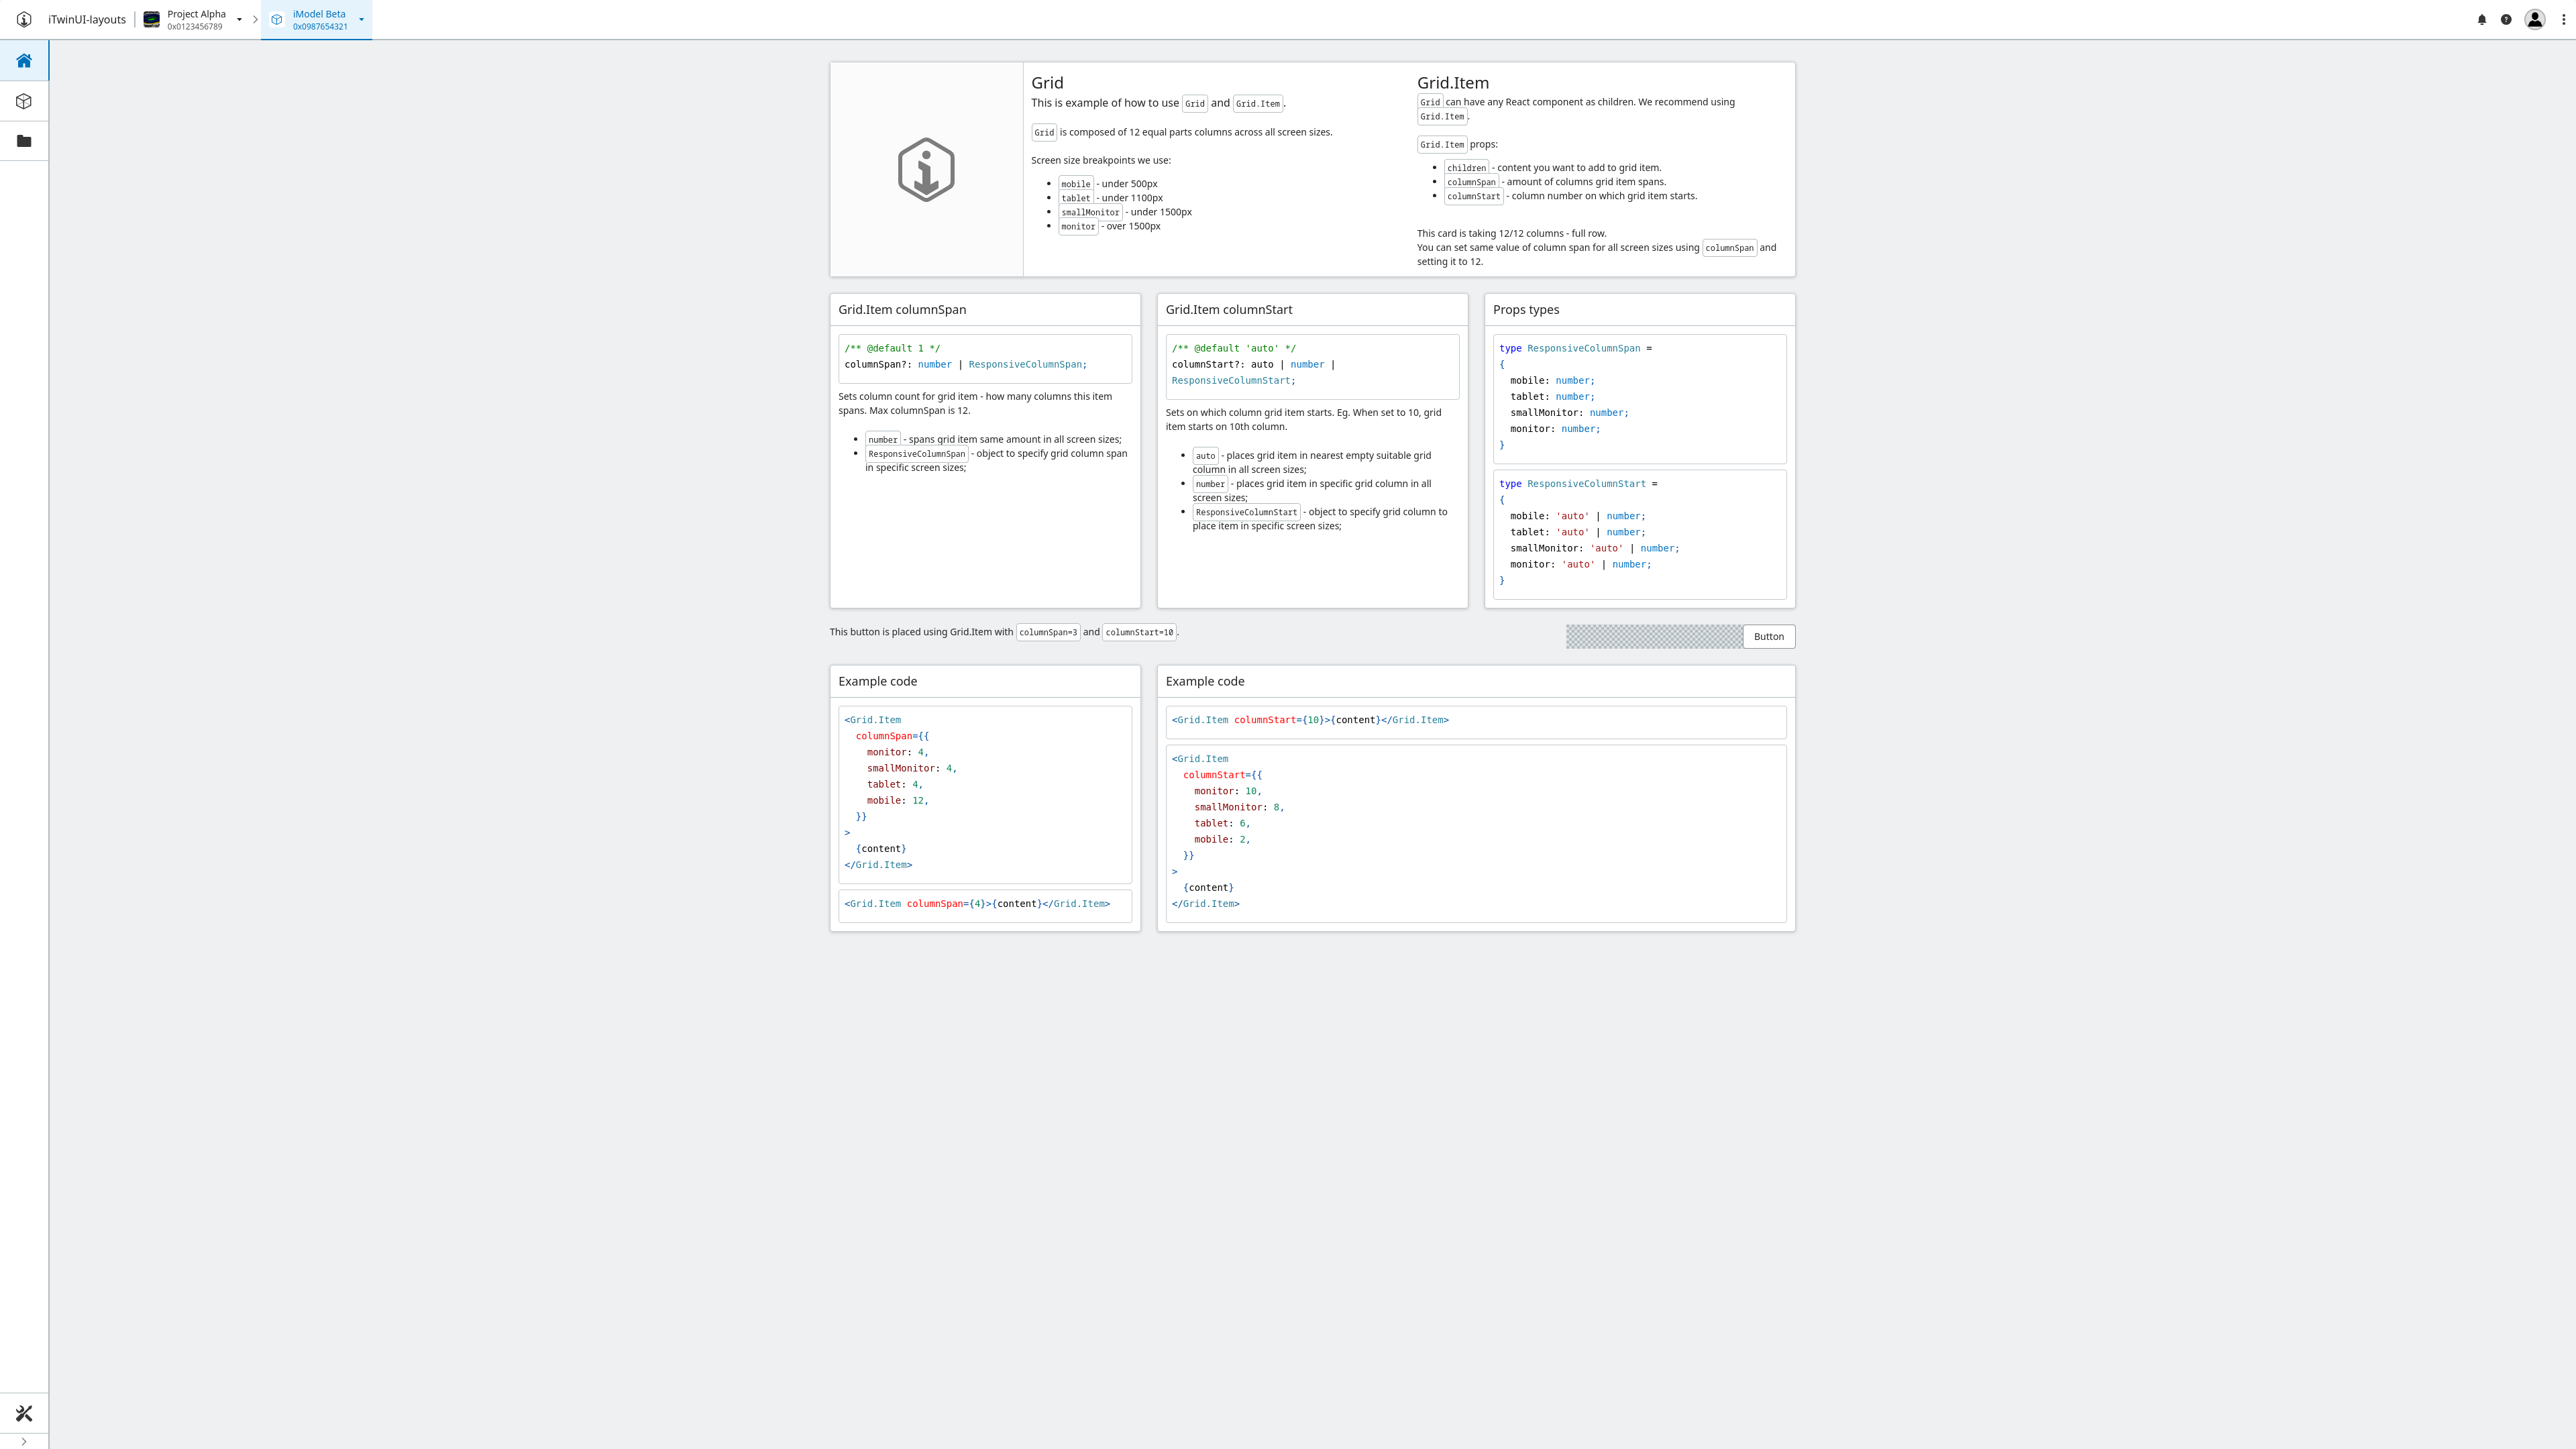 iTwinUI-layouts
Project Alpha
0x0123456789
iModel Beta
0x0987654321
Grid
This is example of how to use Grid and Grid.Item.
Grid is composed of 12 equal parts columns across all screen sizes.
Screen size breakpoints we use:
mobile - under 500px
tablet - under 1100px
smallMonitor - under 1500px
monitor - over 1500px
Grid.Item
Grid can have any React component as children. We recommend using
Grid.Item.
Grid.Item props:
children - content you want to add to grid item.
columnSpan - amount of columns grid item spans.
columnStart - column number on which grid item starts.
This card is taking 12/12 columns - full row.
You can set same value of column span for all screen sizes using columnSpan and
setting it to 12.
Grid.Item columnSpan
/** @default 1 */
columnSpan?: number | ResponsiveColumnSpan;
Sets column count for grid item - how many columns this item
spans. Max columnSpan is 12.
number - spans grid item same amount in all screen sizes;
ResponsiveColumnSpan - object to specify grid column span
in specific screen sizes;
Grid.Item columnStart
/** @default 'auto' */
columnStart?: auto | number |
ResponsiveColumnStart;
Sets on which column grid item starts. Eg. When set to 10, grid
item starts on 10th column.
auto - places grid item in nearest empty suitable grid
column in all screen sizes;
number - places grid item in specific grid column in all
screen sizes;
ResponsiveColumnStart - object to specify grid column to
place item in specific screen sizes;
Props types
type ResponsiveColumnSpan =
{
mobile: number;
tablet: number;
smallMonitor: number;
monitor: number;
}
type ResponsiveColumnStart =
{
mobile: 'auto' | number;
tablet: 'auto' | number;
smallMonitor: 'auto' | number;
monitor: 'auto' | number;
}
This button is placed using Grid.Item with columnSpan=3 and columnStart=10.
Button
Example code
<Grid.Item
columnSpan={{
monitor: 4,
smallMonitor: 4,
tablet: 4,
mobile: 12,
}}
>
{content}
</Grid.Item>
<Grid.Item columnSpan={4}>{content}</Grid.Item>
Example code
<Grid.Item columnStart={10}>{content}</Grid.Item>
<Grid.Item
columnStart={{
monitor: 10,
smallMonitor: 8,
tablet: 6,
mobile: 2,
}}
>
{content}
</Grid.Item>